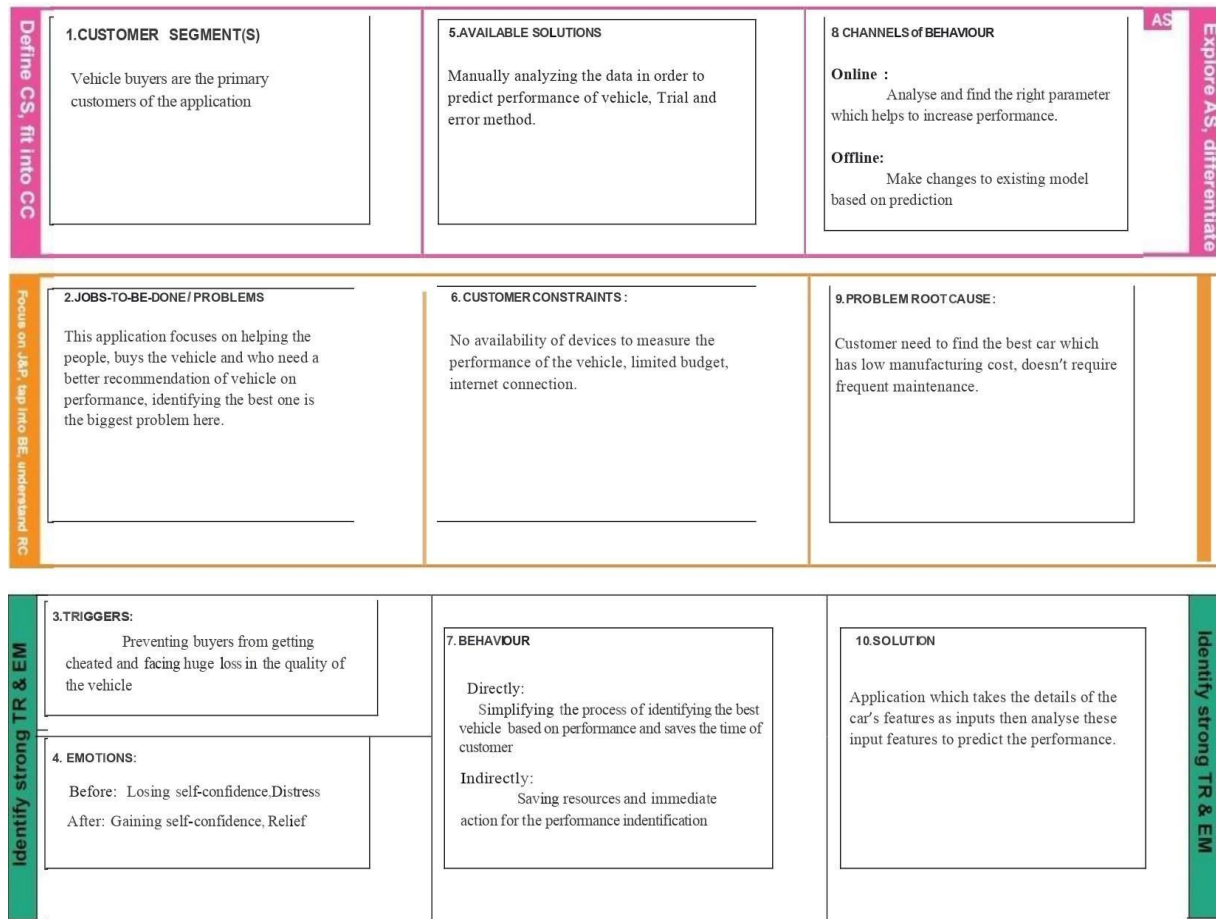 Define CS, fit into CC
1.CUSTOMER SEGMENT(S)
Vehicle buyers are the primary
customers of the application
5.AVAILABLE SOLUTIONS
Manually analyzing the data in order to
predict performance of vehicle, Trial and
error method.
8. CHANNELS of BEHAVIOUR
Online :
Analyse and find the right parameter
which helps to increase performance.
Offline:
Make changes to existing model
based on prediction
AS
Explore AS, differentiate
Focus on J&P, tap into BE, understand RC
2.JOBS-TO-BE-DONE / PROBLEMS
This application focuses on helping the
people, buys the vehicle and who need a
better recommendation of vehicle on
performance, identifying the best one is
the biggest problem here.
6. CUSTOMER CONSTRAINTS :
No availability of devices to measure the
performance of the vehicle, limited budget,
internet connection.
9.PROBLEM ROOT CAUSE :
Customer need to find the best car which
has low manufacturing cost, doesn't require
frequent maintenance.
Identify strong TR & EM
3.TRIGGERS:
Preventing buyers from getting
cheated and facing huge loss in the quality of
the vehicle
4. EMOTIONS:
Before: Losing self-confidence,Distress
After: Gaining self-confidence, Relief
7. BEHAVIOUR
Directly:
Simplifying the process of identifying the best
vehicle based on performance and saves the time of
customer
Indirectly:
Saving resources and immediate
action for the performance indentification
10.SOLUTION
Application which takes the details of the
car's features as inputs then analyse these
input features to predict the performance.
Identify strong TR & EM